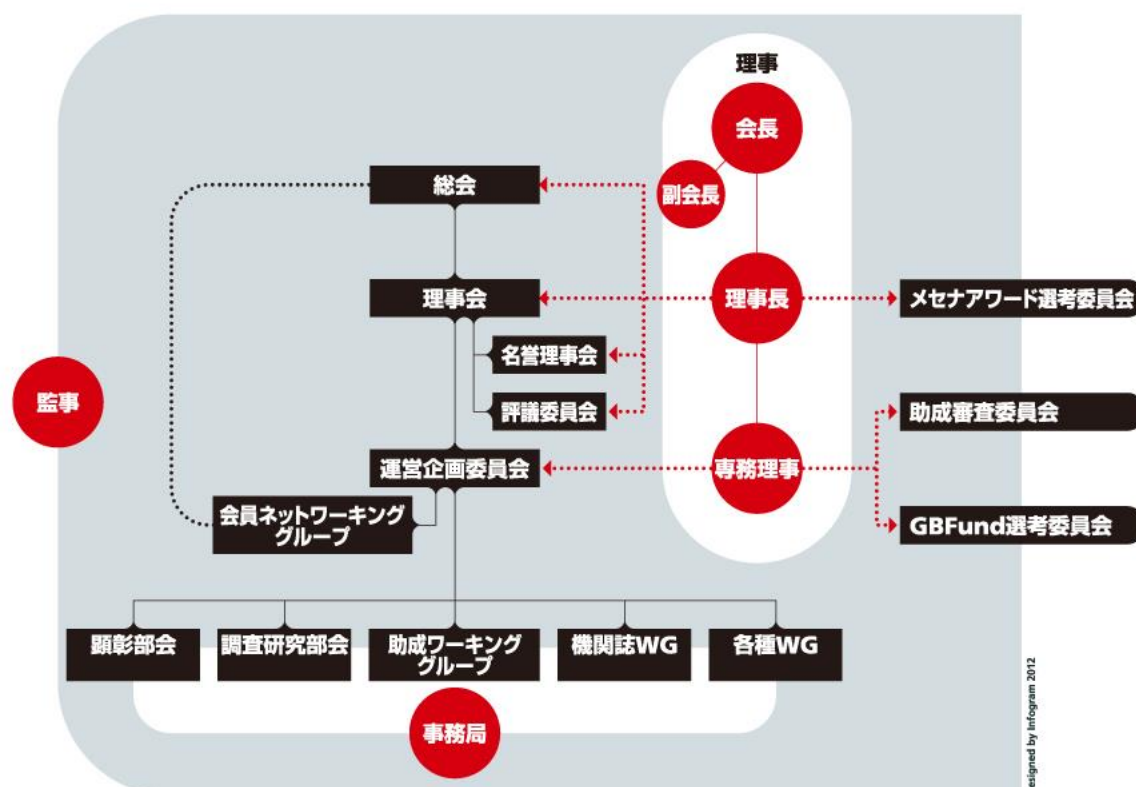 理事
会長
副会長
総会
理事会
理事長
メセナアワード選考委員会
名誉理事会
評議委員会
監事
助成審査委員会
運営企画委員会
専務理事
会員ネットワーキング
グループ
GBFund選考委員会
顕彰部会
調査研究部会
助成ワーキング
グループ
機関誌WG
各種WG
事務局
esigned by Infogram 2012